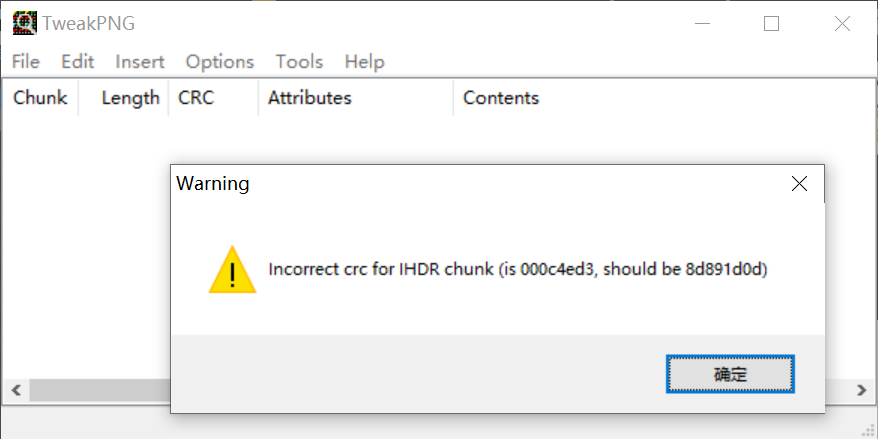 TweakPNG
File Edit Insert Options Tools Help
Chunk Length CRC Attributes Contents
Warning
Incorrect crc for IHDR chunk (is 000c4ed3, should be 8d891d0d)
确定